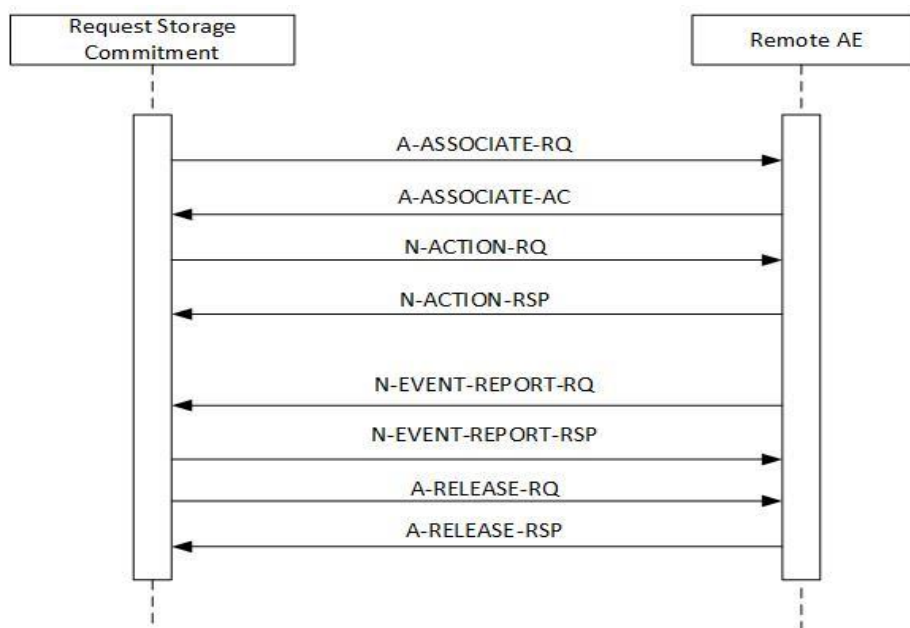 Request Storage
Commitment
Remote AE
A-ASSOCIATE-RQ
A-ASSOCIATE-AC
N-ACTION-RQ
N-ACTION-RSP
N-EVENT-REPORT-RQ
N-EVENT-REPORT-RSP
A-RELEASE-RQ
A-RELEASE-RSP